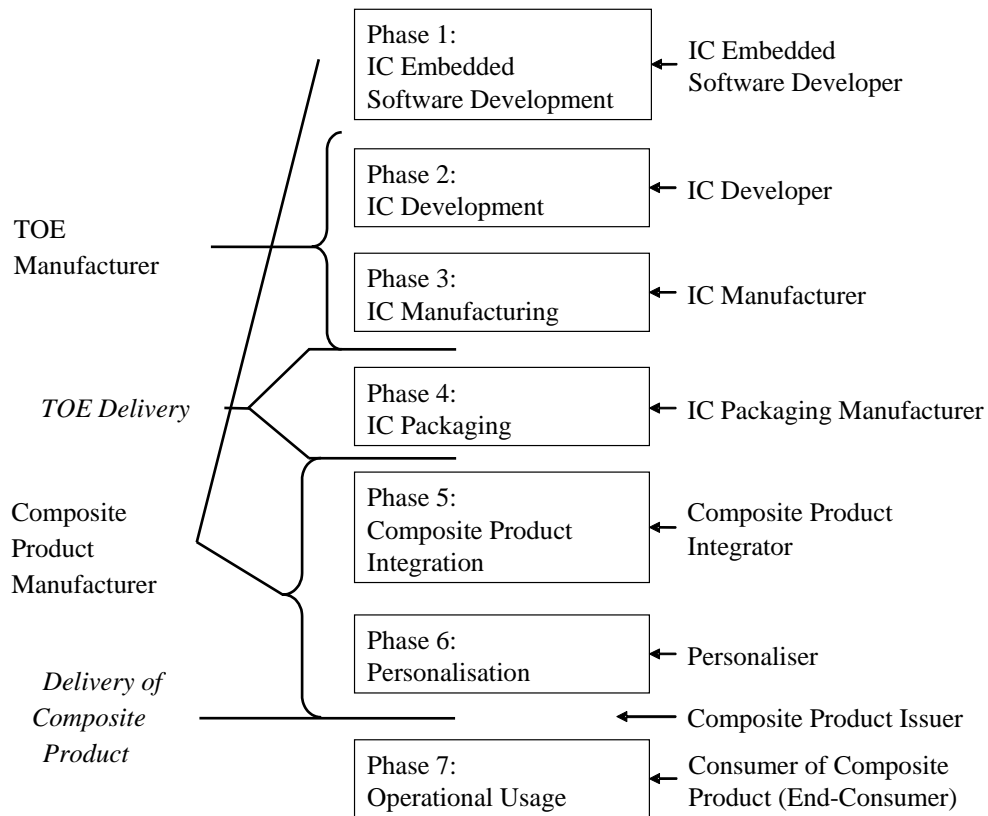 Phase 1:
IC Embedded
Software Development
IC Embedded
Software Developer
Phase 2:
IC Development
IC Developer
TOE
Manufacturer
Phase 3:
IC Manufacturing
IC Manufacturer
TOE Delivery
Phase 4:
IC Packaging
IC Packaging Manufacturer
Composite
Product
Manufacturer
Phase 5:
Composite Product
Integration
Composite Product
Integrator
Phase 6:
Personalisation
Personaliser
Delivery of
Composite
Product
Composite Product Issuer
Phase 7:
Operational Usage
Consumer of Composite
Product (End-Consumer)